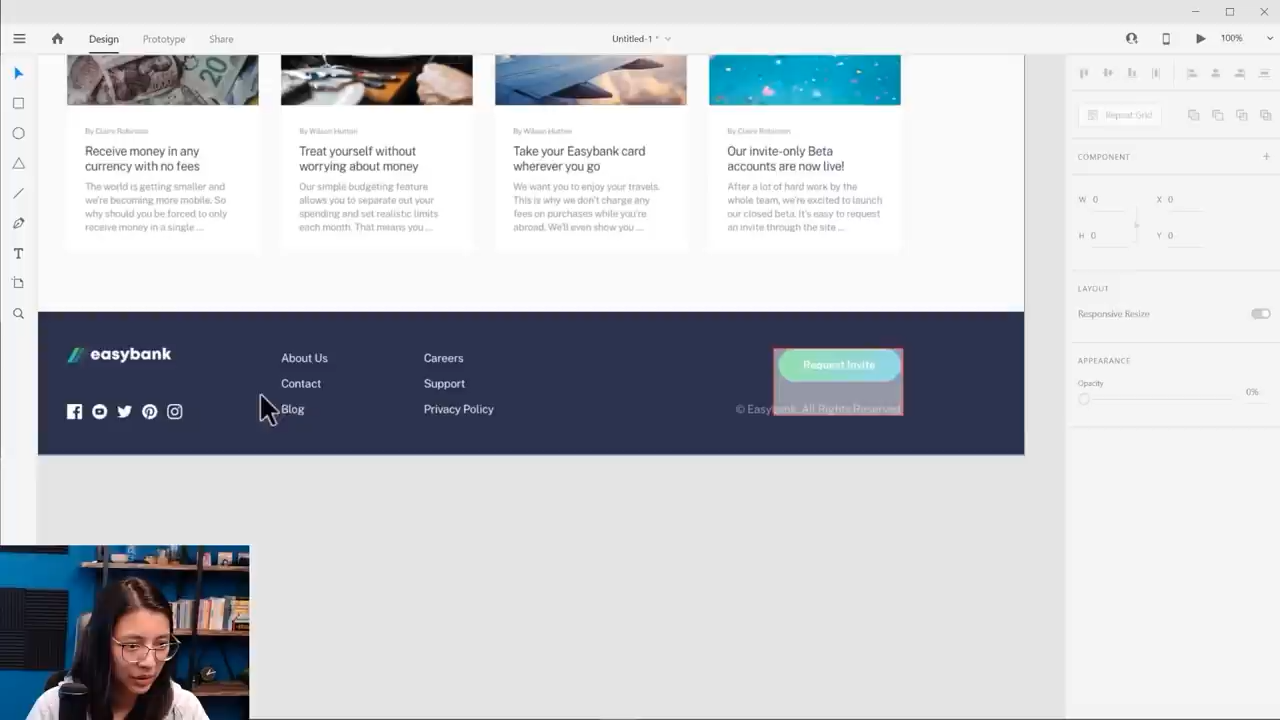 Design
Prototype
Share
Untitled-1 *
100%
20
By Claire Robinson
Receive money in any
currency with no fees
The world is getting smaller and
we're becoming more mobile. So
why should you be forced to only
receive money in a single ...
By Wilson Hutton
Treat yourself without
worrying about money
Our simple budgeting feature
allows you to separate out your
spending and set realistic limits
each month. That means you ...
By Wilson Hutton
Take your Easybank card
wherever you go
We want you to enjoy your travels.
This is why we don't charge any
fees on purchases while you're
abroad. We'll even show you ...
By Claire Robinson
Our invite-only Beta
accounts are now live!
After a lot of hard work by the
whole team, we're excited to launch
our closed beta. It's easy to request
an invite through the site ...
easybank
About Us
Contact
Blog
Careers
Support
Privacy Policy
Request Invite
© Easybank. All Rights Reserved
Repeat Grid
COMPONENT
W 0
X 0
H 0
Y 0
LAYOUT
Responsive Resize
APPEARANCE
Opacity
0%